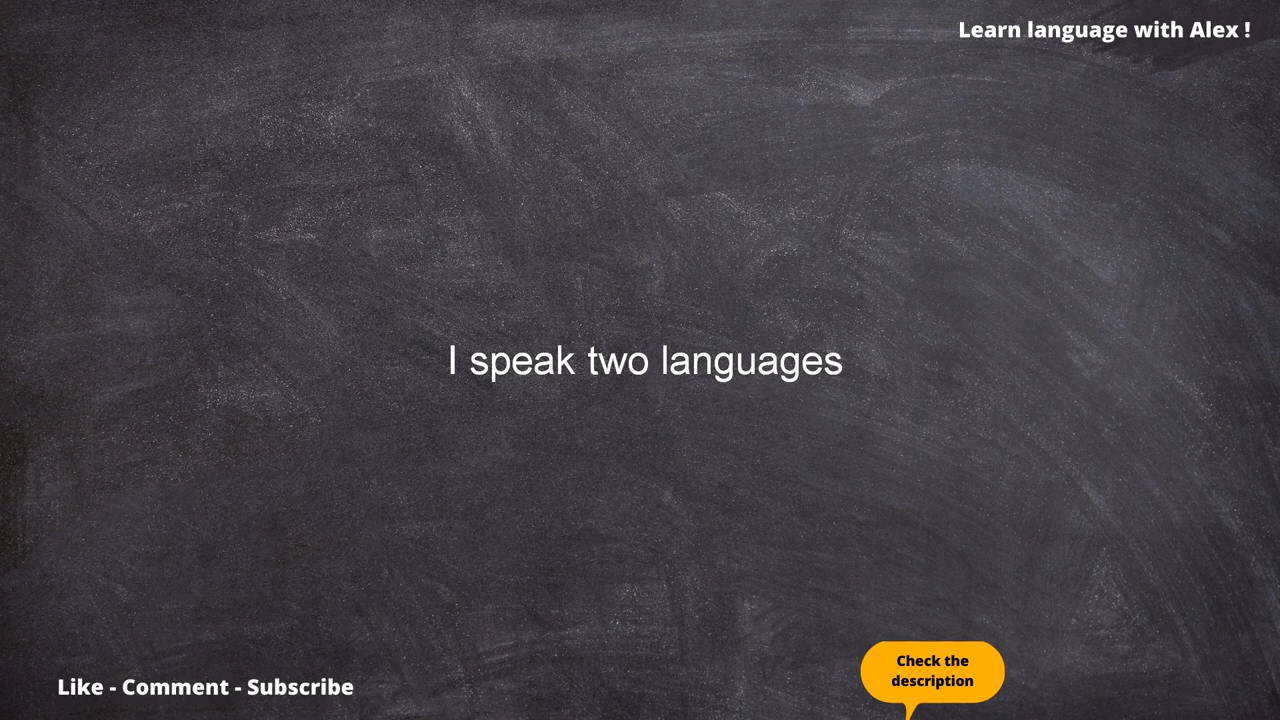 Learn language with Alex !
I speak two languages
Check the
description
Like - Comment - Subscribe